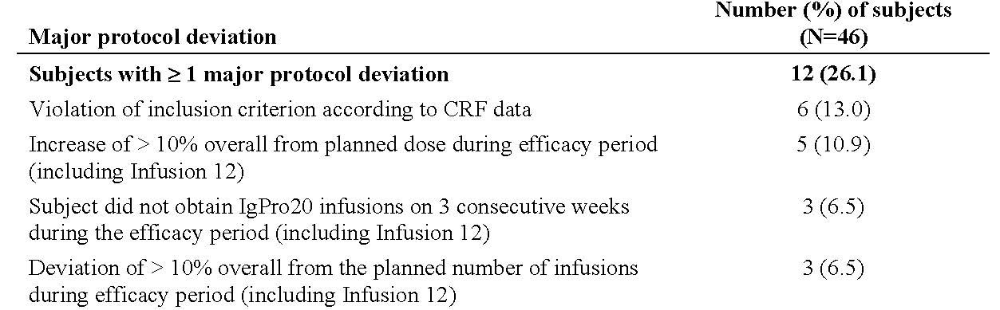 Number (%) of subjects
Major protocol deviation (N=46)
Subjects with ≥ 1 major protocol deviation 12 (26.1)
Violation of inclusion criterion according to CRF data 6 (13.0)
Increase of > 10% overall from planned dose during efficacy period 5 (10.9)
(including Infusion 12)
Subject did not obtain IgPro20 infusions on 3 consecutive weeks 3 (6.5)
during the efficacy period (including Infusion 12)
Deviation of > 10% overall from the planned number of infusions 3 (6.5)
during efficacy period (including Infusion 12)